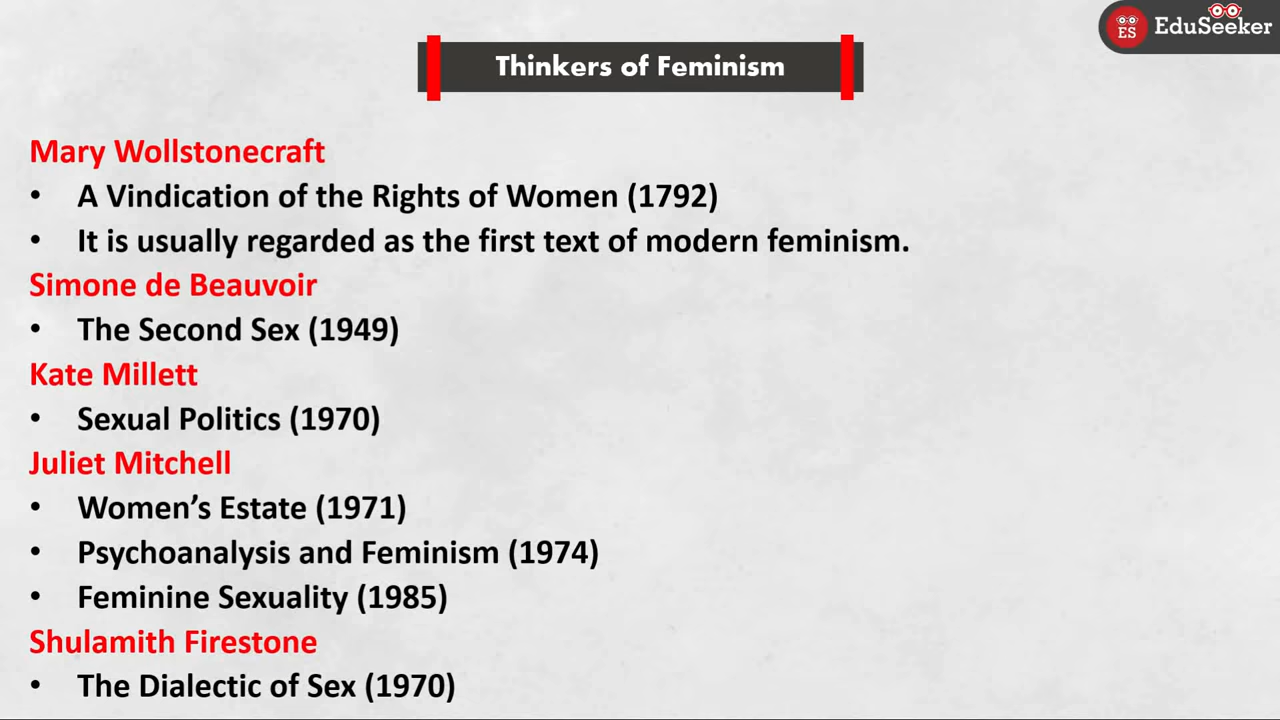 ES EduSeeker
Thinkers of Feminism
Mary Wollstonecraft
• A Vindication of the Rights of Women (1792)
• It is usually regarded as the first text of modern feminism.
Simone de Beauvoir
• The Second Sex (1949)
Kate Millett
• Sexual Politics (1970)
Juliet Mitchell
• Women’s Estate (1971)
• Psychoanalysis and Feminism (1974)
• Feminine Sexuality (1985)
Shulamith Firestone
• The Dialectic of Sex (1970)